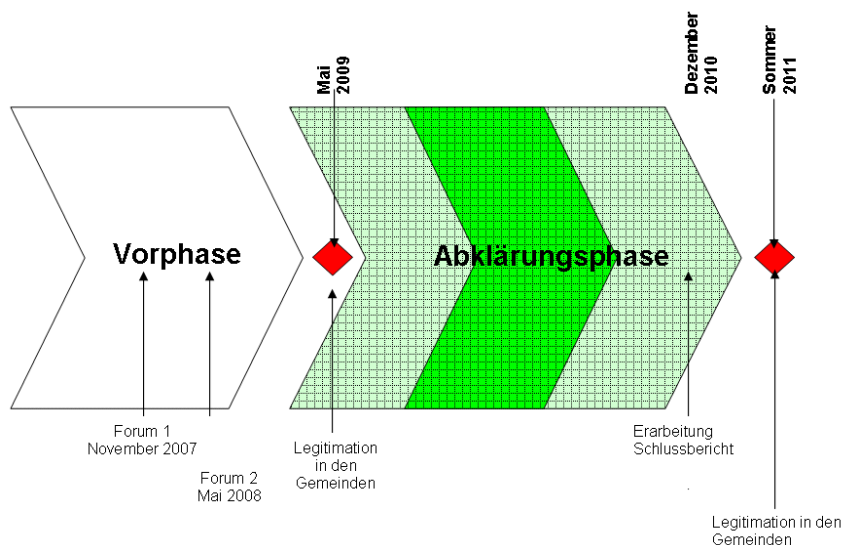 Mai
2009
Dezember
2010
Sommer
2011
Vorphase
Abklärungsphase
Forum 1
November 2007
Forum 2
Mai 2008
Legitimation
in den
Gemeinden
Erarbeitung
Schlussbericht
Legitimation in den
Gemeinden